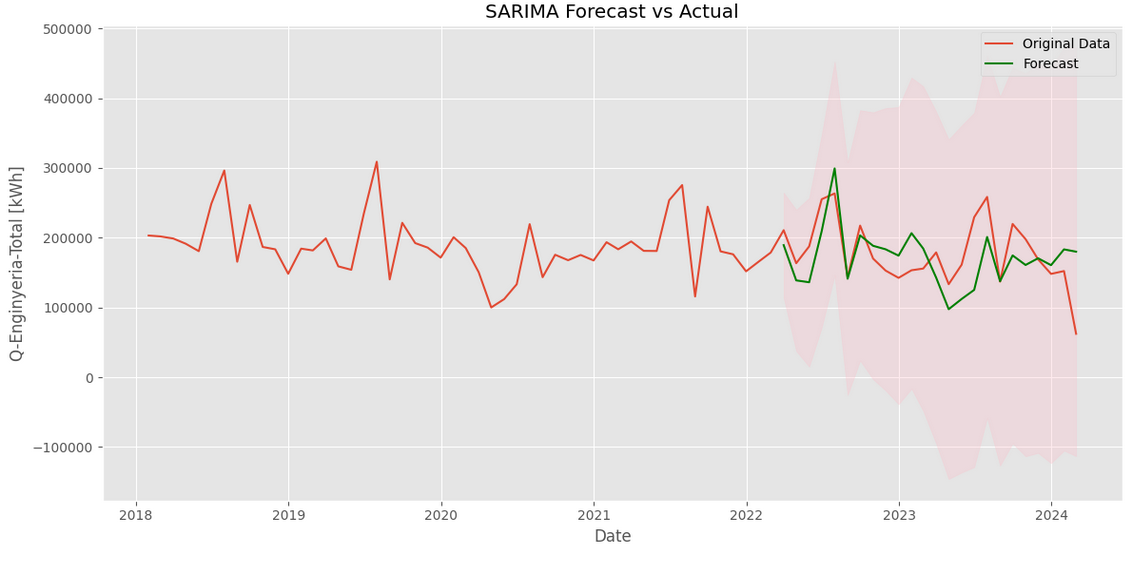 SARIMA Forecast vs Actual
Original Data
Forecast
Q-Enginyeria-Total [kWh]
500000
400000
300000
200000
100000
0
−100000
2018 2019 2020 2021 2022 2023 2024
Date